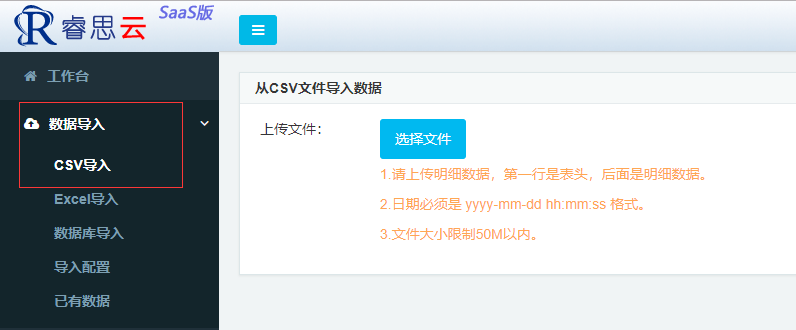 R 睿思云 SaaS版
工作台
数据导入
CSV导入
Excel导入
数据库导入
导入配置
已有数据
从CSV文件导入数据
上传文件：
选择文件
1.请上传明细数据，第一行是表头，后面是明细数据。
2.日期必须是 yyyy-mm-dd hh:mm:ss 格式。
3.文件大小限制50M以内。